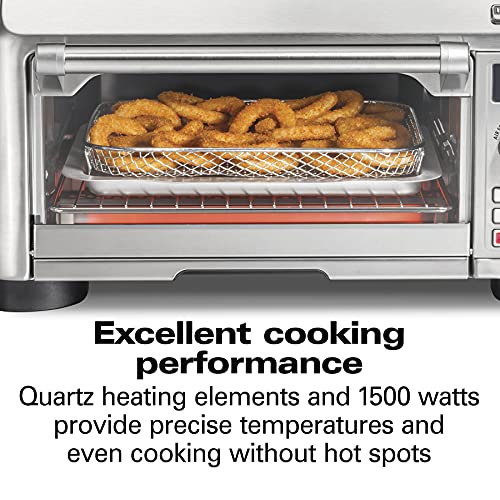 Excellent cooking
performance
Quartz heating elements and 1500 watts
provide precise temperatures and
even cooking without hot spots